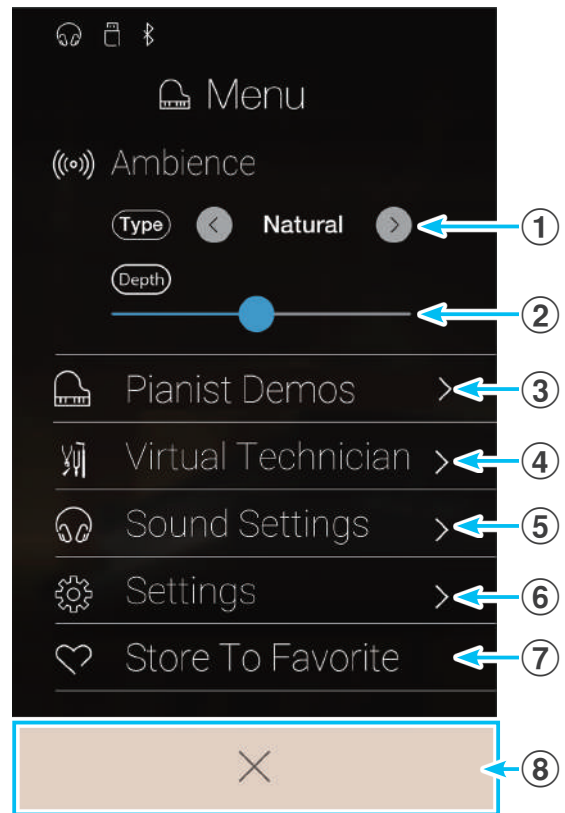 Menu
Ambience
Type Natural 1
Depth
2
Pianist Demos 3
Virtual Technician 4
Sound Settings 5
Settings 6
Store To Favorite 7
8